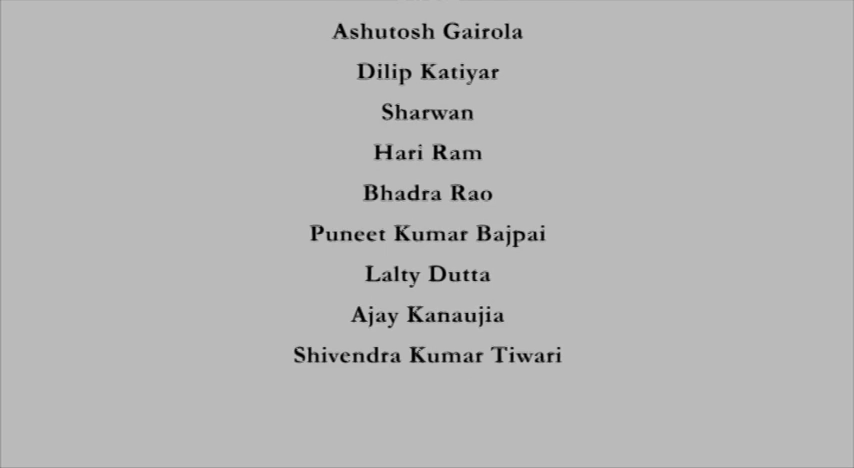 Ashutosh Gairola
Dilip Katiyar
Sharwan
Hari Ram
Bhadra Rao
Puneet Kumar Bajpai
Lalty Dutta
Ajay Kanaujia
Shivendra Kumar Tiwari